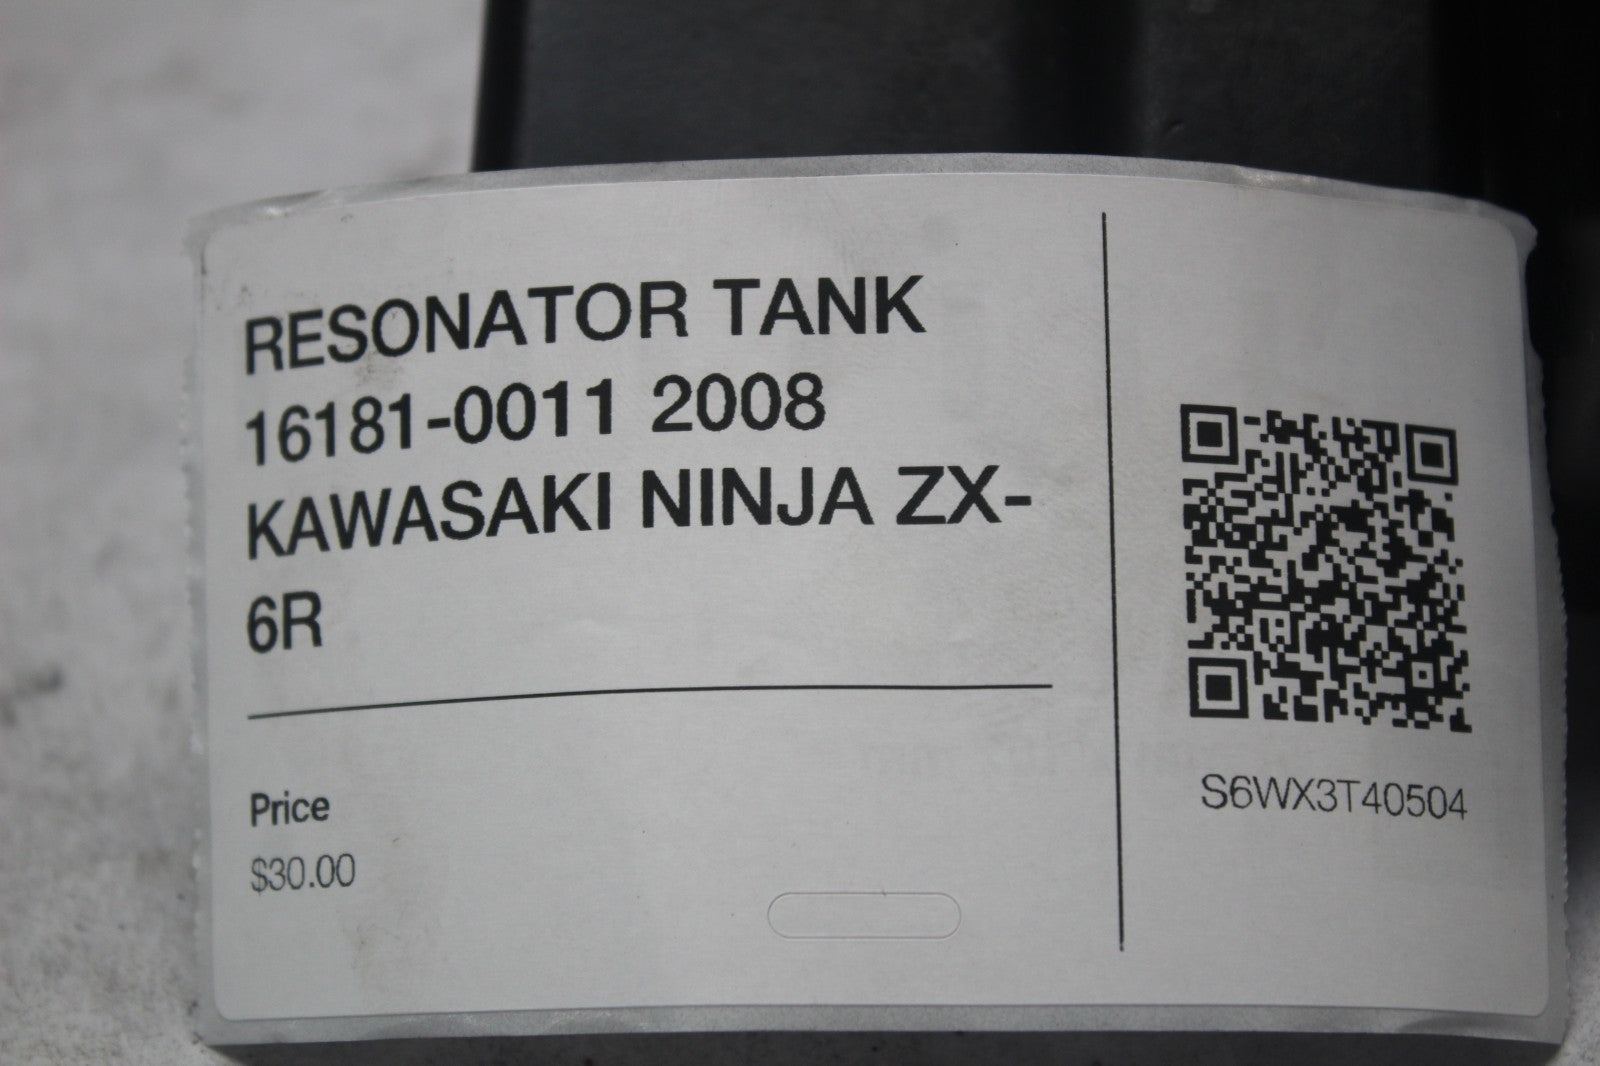 RESONATOR TANK
16181-0011 2008
KAWASAKI NINJA ZX-
6R
Price
$30.00
S6WX3T40504